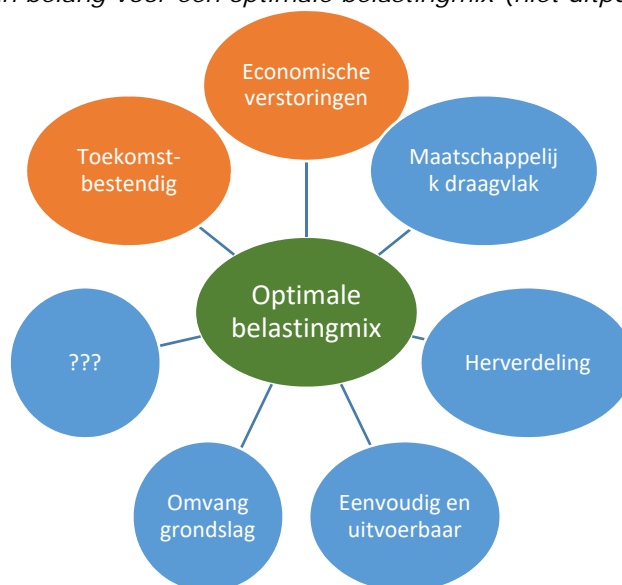 n belang voor een optimale belastingmix (niet uitpu
Economische
verstoringen
Toekomst-
bestendig
Maatschappelij
k draagvlak
Optimale
belastingmix
???
Herverdeling
Omvang
grondslag
Eenvoudig en
uitvoerbaar